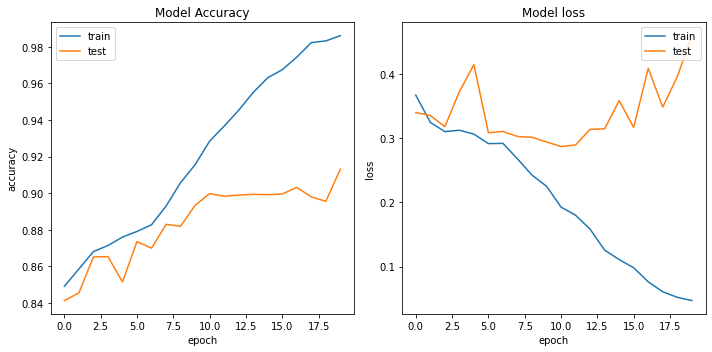 Model Accuracy
train
test
0.98
0.96
0.94
0.92
0.90
0.88
0.86
0.84
accuracy
0.0 2.5 5.0 7.5 10.0 12.5 15.0 17.5
epoch
Model loss
train
test
0.4
0.3
0.2
0.1
loss
0.0 2.5 5.0 7.5 10.0 12.5 15.0 17.5
epoch